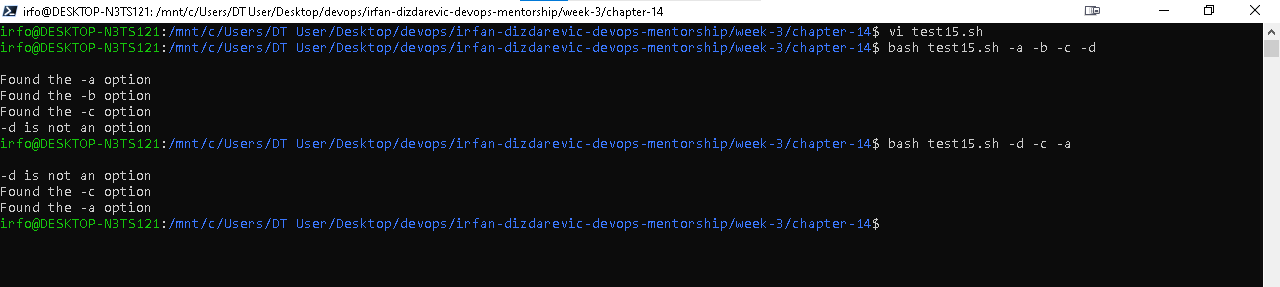 irfo@DESKTOP-N3TS121: /mnt/c/Users/DT User/Desktop/devops/irfan-dizdarevic-devops-mentorship/week-3/chapter-14
irfo@DESKTOP-N3TS121:/mnt/c/Users/DT User/Desktop/devops/irfan-dizdarevic-devops-mentorship/week-3/chapter-14$ vi test15.sh
irfo@DESKTOP-N3TS121:/mnt/c/Users/DT User/Desktop/devops/irfan-dizdarevic-devops-mentorship/week-3/chapter-14$ bash test15.sh -a -b -c -d
Found the -a option
Found the -b option
Found the -c option
-d is not an option
irfo@DESKTOP-N3TS121:/mnt/c/Users/DT User/Desktop/devops/irfan-dizdarevic-devops-mentorship/week-3/chapter-14$ bash test15.sh -d -c -a
-d is not an option
Found the -c option
Found the -a option
irfo@DESKTOP-N3TS121:/mnt/c/Users/DT User/Desktop/devops/irfan-dizdarevic-devops-mentorship/week-3/chapter-14$